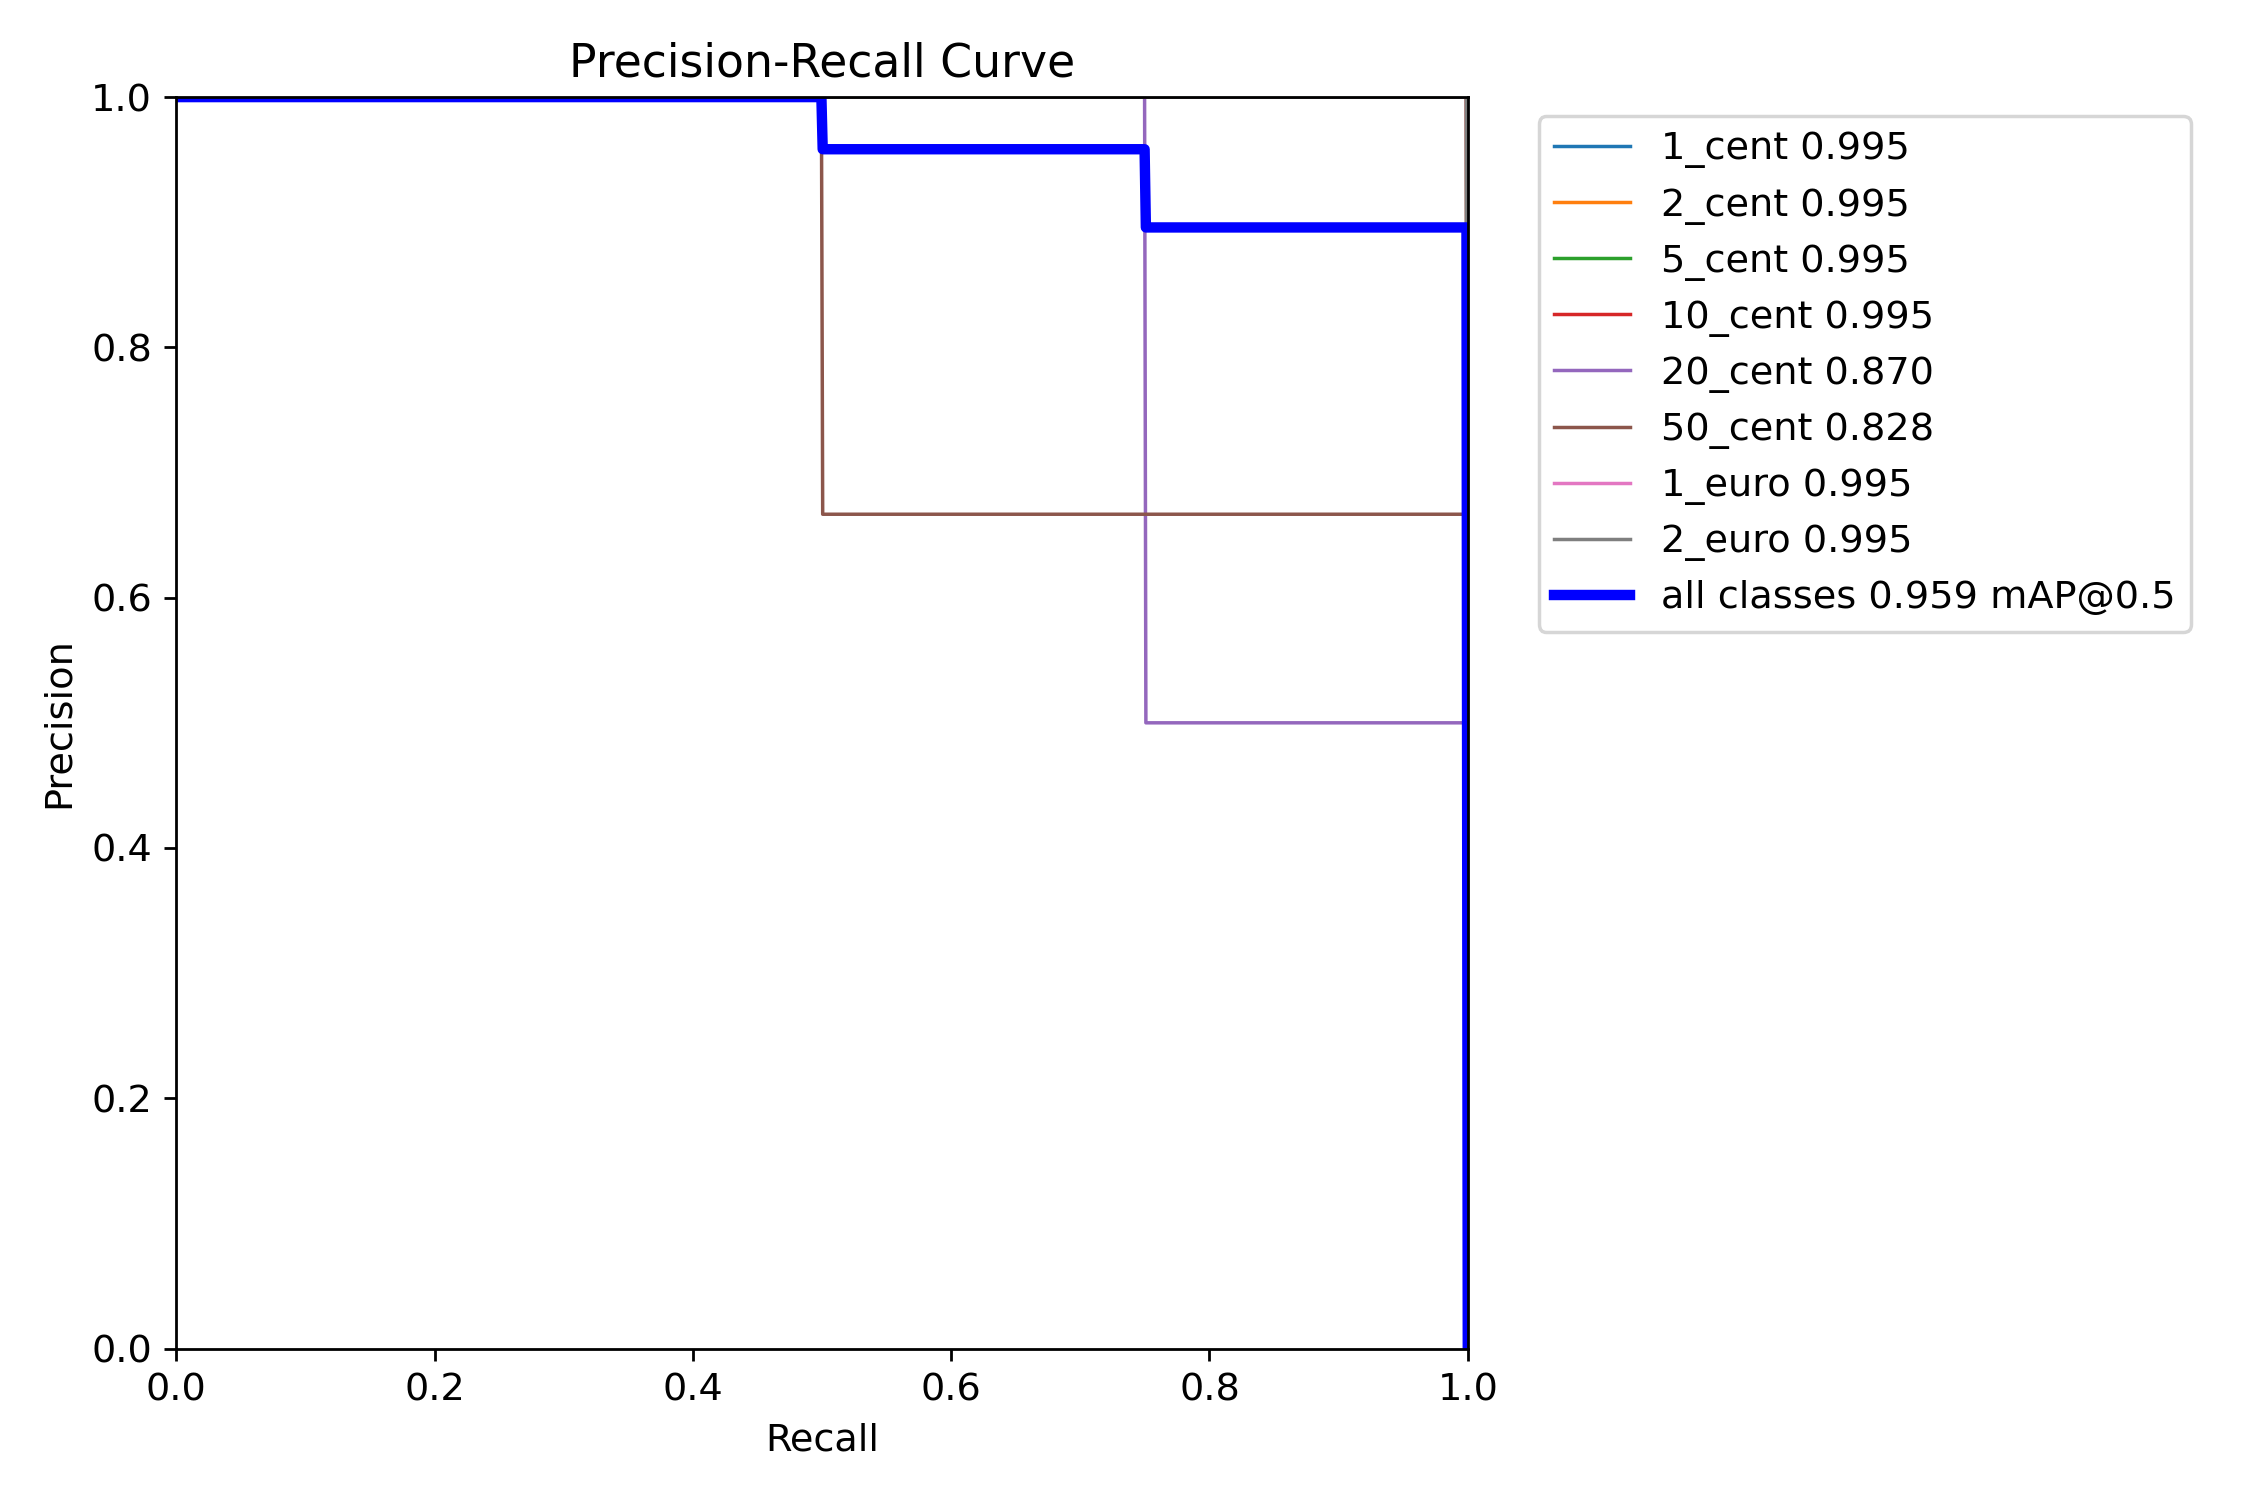 Precision-Recall Curve
1.0
0.8
0.6
0.4
0.2
0.0
Precision
0.0 0.2 0.4 0.6 0.8 1.0
Recall
1_cent 0.995
2_cent 0.995
5_cent 0.995
10_cent 0.995
20_cent 0.870
50_cent 0.828
1_euro 0.995
2_euro 0.995
all classes 0.959 mAP@0.5